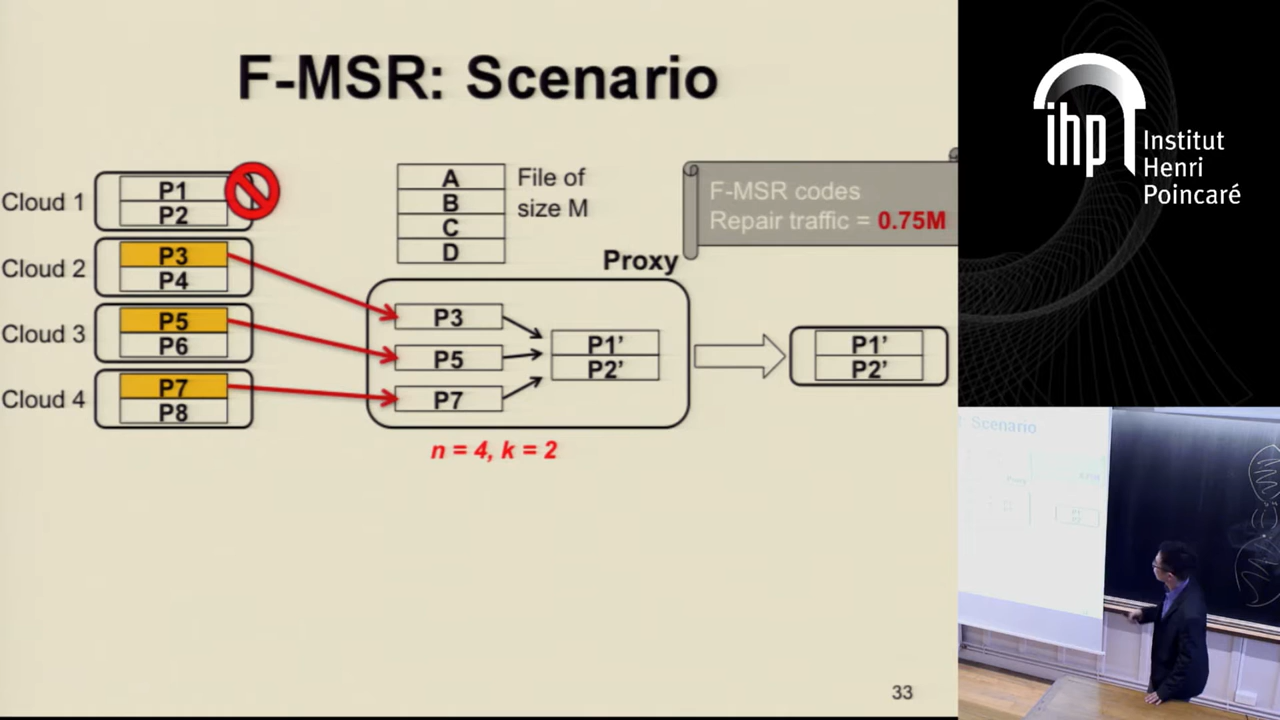 F-MSR: Scenario
Cloud 1
P1
P2
Cloud 2
P3
P4
Cloud 3
P5
P6
Cloud 4
P7
P8
A
B
C
D
File of
size M
F-MSR codes
Repair traffic = 0.75M
Proxy
P3
P5
P7
P1’
P2’
P1’
P2’
n = 4, k = 2
33
ihp
Institut
Henri
Poincaré
Scenario